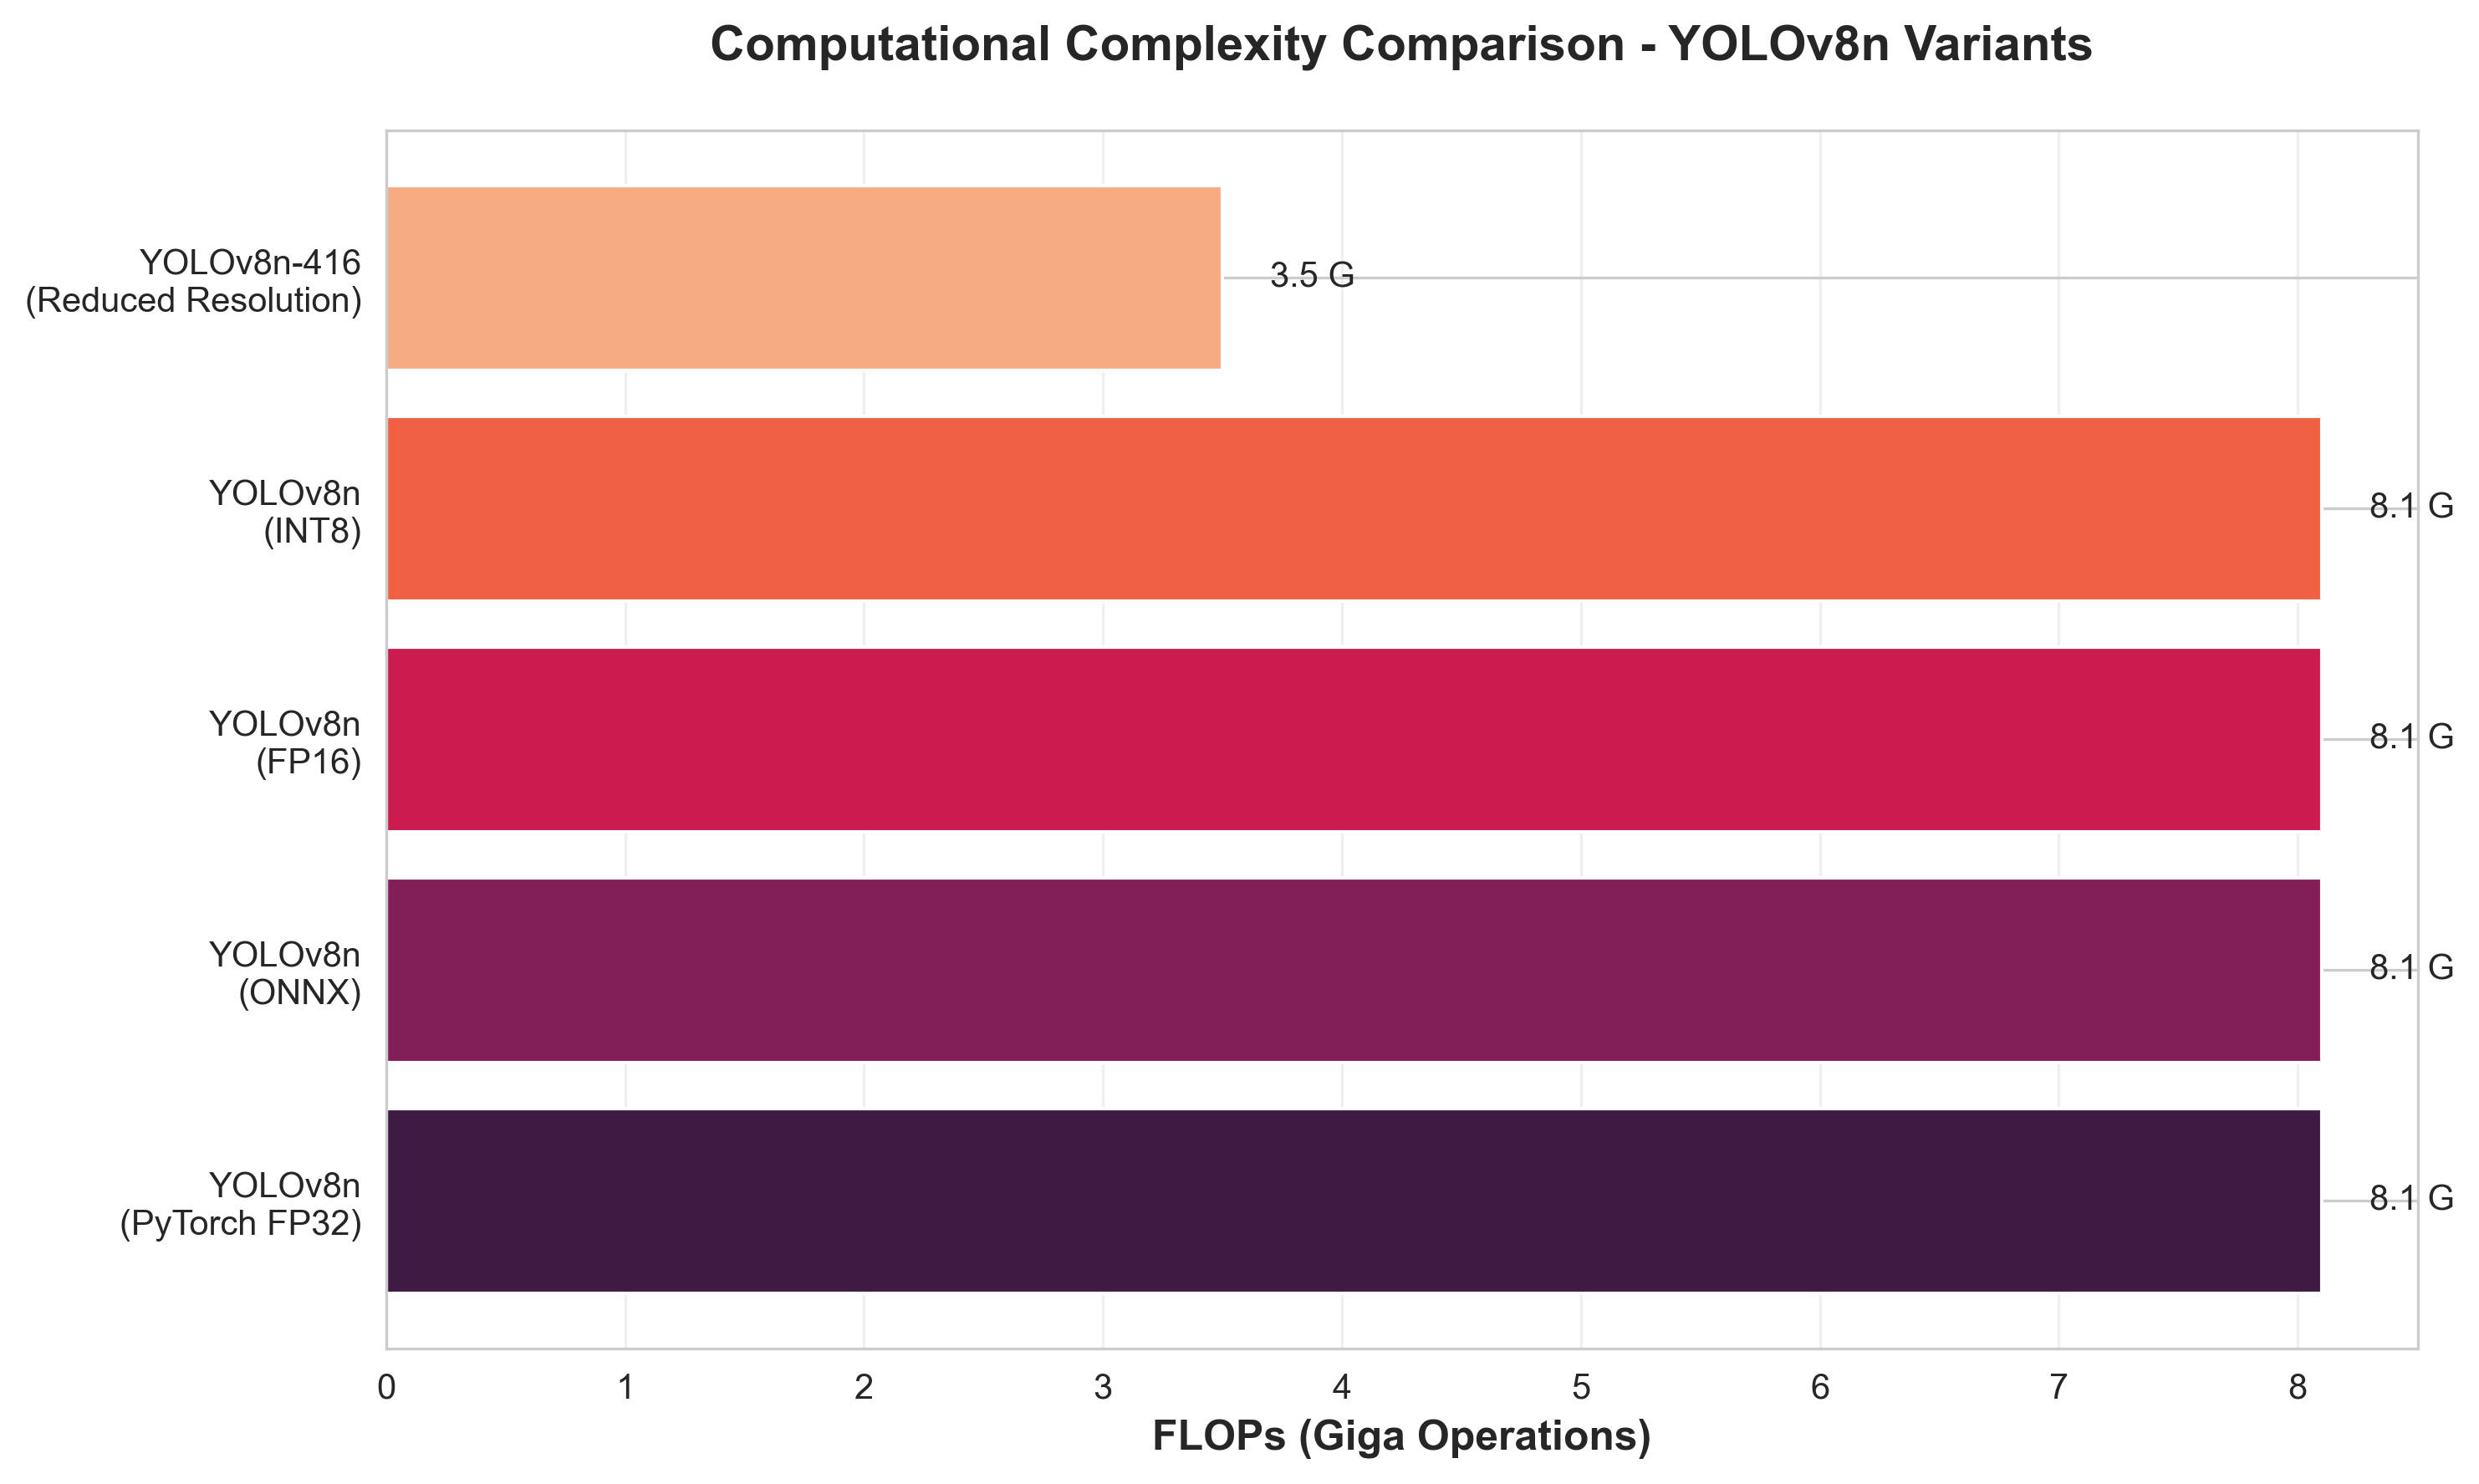 Computational Complexity Comparison - YOLOv8n Variants
YOLOv8n-416
(Reduced Resolution)
3.5 G
YOLOv8n
(INT8)
8.1 G
YOLOv8n
(FP16)
8.1 G
YOLOv8n
(ONNX)
8.1 G
YOLOv8n
(PyTorch FP32)
8.1 G
0 1 2 3 4 5 6 7 8
FLOPs (Giga Operations)